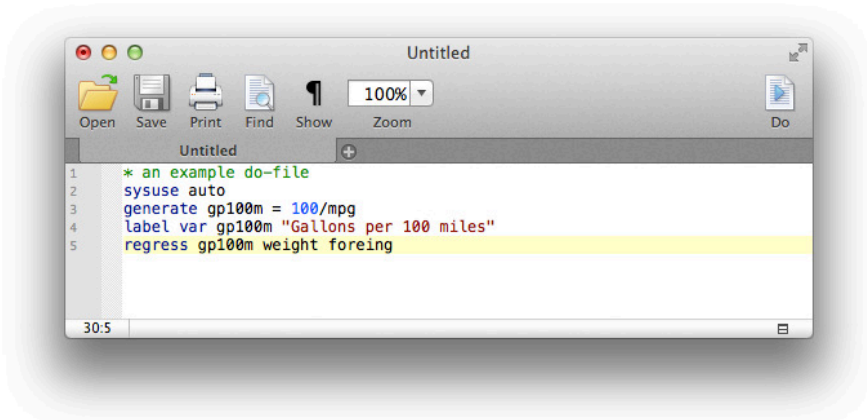 Untitled
100%
Open Save Print Find Show Zoom Do
Untitled
1 * an example do-file
2 sysuse auto
3 generate gp100m = 100/mpg
4 label var gp100m "Gallons per 100 miles"
5 regress gp100m weight foreing
30:5